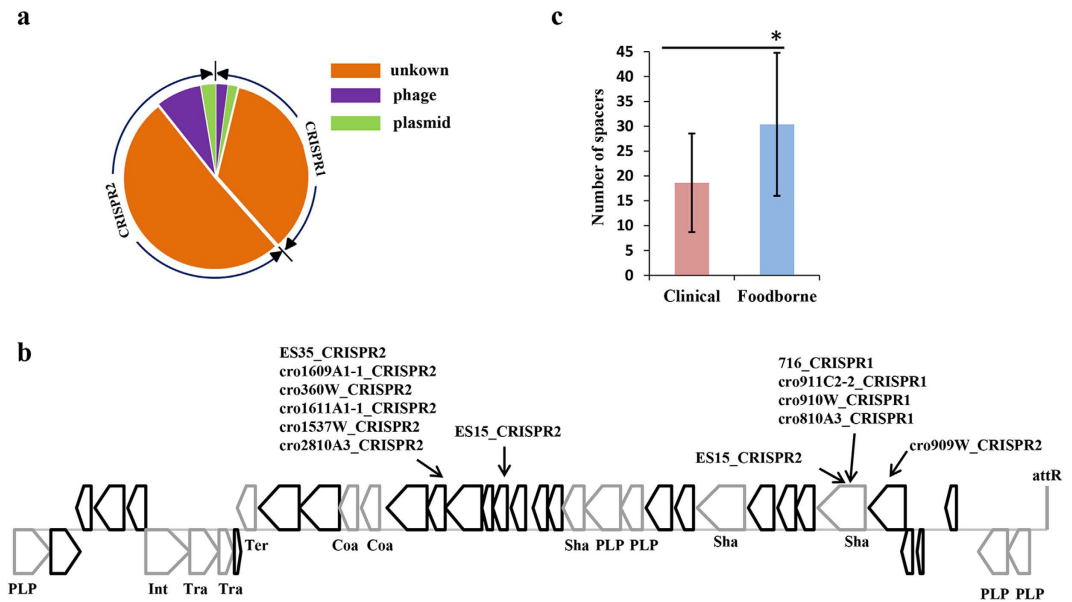 a
unkown
phage
plasmid
CRISPR1
CRISPR2
c
*
Number of spacers
45
40
35
30
25
20
15
10
5
0
Clinical
Foodborne
b
ES35_CRISPR2
cro1609A1-1_CRISPR2
cro360W_CRISPR2
cro1611A1-1_CRISPR2
cro1537W_CRISPR2
cro2810A3_CRISPR2
ES15_CRISPR2
716_CRISPR1
cro911C2-2_CRISPR1
cro910W_CRISPR1
cro810A3_CRISPR1
ES15_CRISPR2
cro909W_CRISPR2
attR
Ter
Coa
Coa
Sha
PLP
PLP
Sha
Sha
PLP
Int
Tra
Tra
PLP
PLP